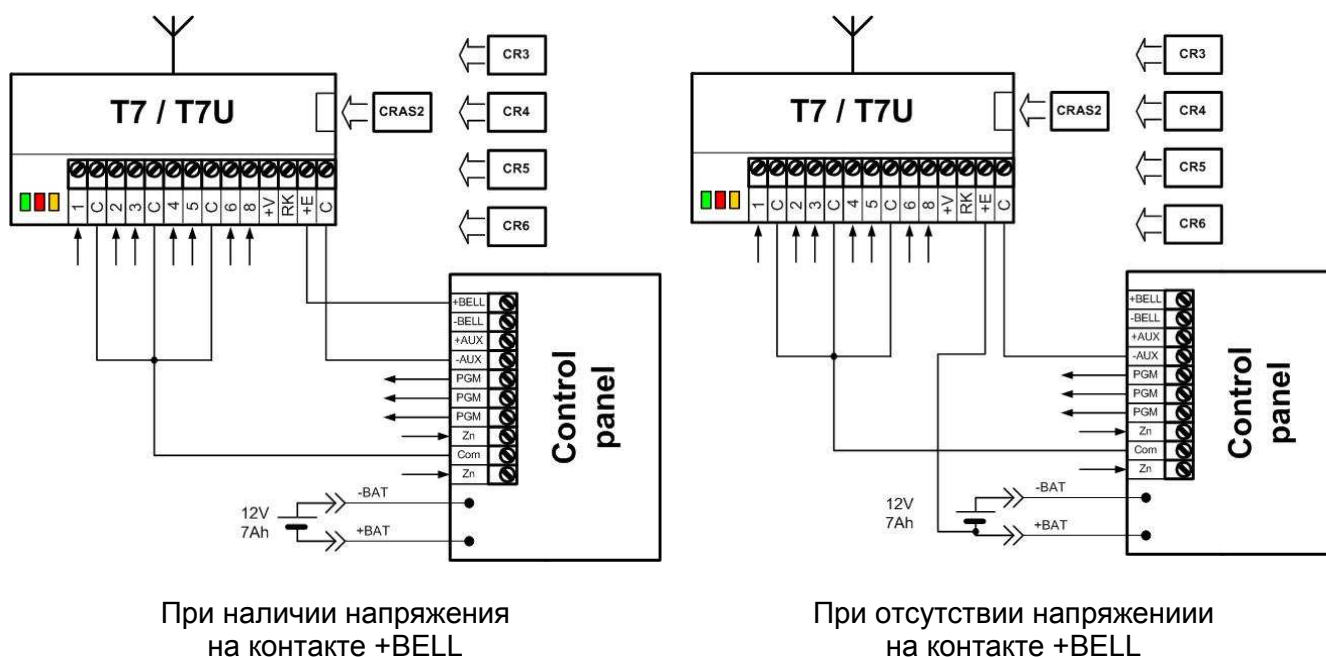 T7 / T7U
CRAS2
CR3
CR4
CR5
CR6
1 C 2 3 C 4 5 C 6 8 +V RK +E C
+BELL
-BELL
+AUX
-AUX
PGM
PGM
PGM
Zn
Com
Zn
Control
panel
-BAT
12V
7Ah
+BAT
При наличии напряжения
на контакте +BELL
T7 / T7U
CRAS2
CR3
CR4
CR5
CR6
1 C 2 3 C 4 5 C 6 8 +V RK +E C
+BELL
-BELL
+AUX
-AUX
PGM
PGM
PGM
Zn
Com
Zn
Control
panel
-BAT
12V
7Ah
+BAT
При отсутствии напряжениии
на контакте +BELL